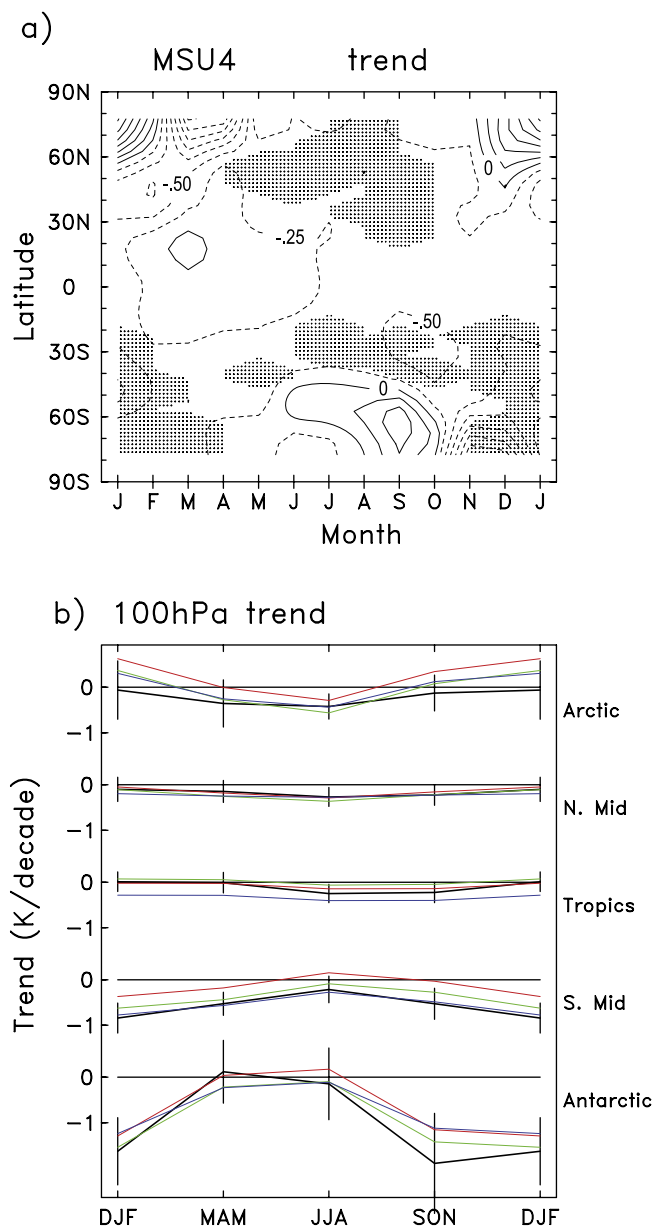 a)
MSU4 trend
90N
60N
30N
0
30S
60S
90S
Latitude
-.50
-.25
0
-.50
0
J F M A M J J A S O N D J
Month
b) 100hPa trend
Trend (K/decade)
0
-1
Arctic
0
-1
N. Mid
0
-1
Tropics
0
-1
S. Mid
0
-1
Antarctic
DJF MAM JJA SON DJF